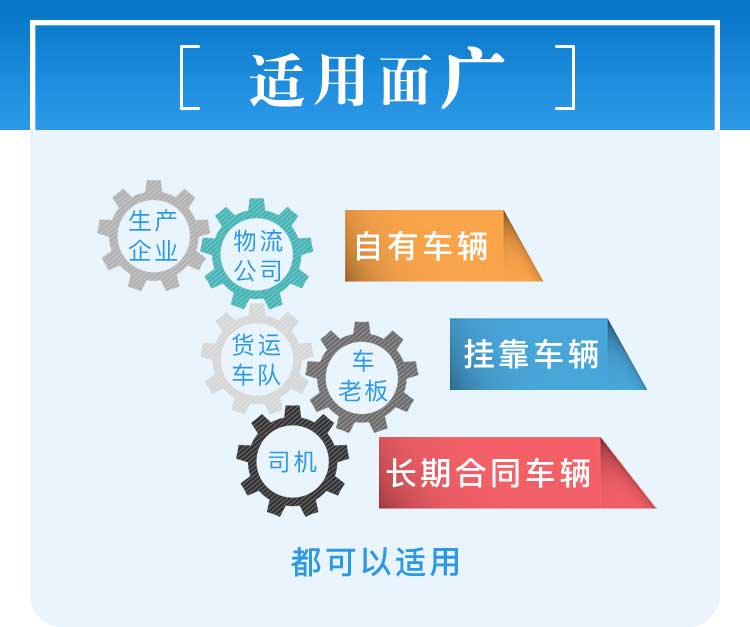 适用面广
生产
企业
物流
公司
自有车辆
货运
车队
车
老板
挂靠车辆
司机
长期合同车辆
都可以适用